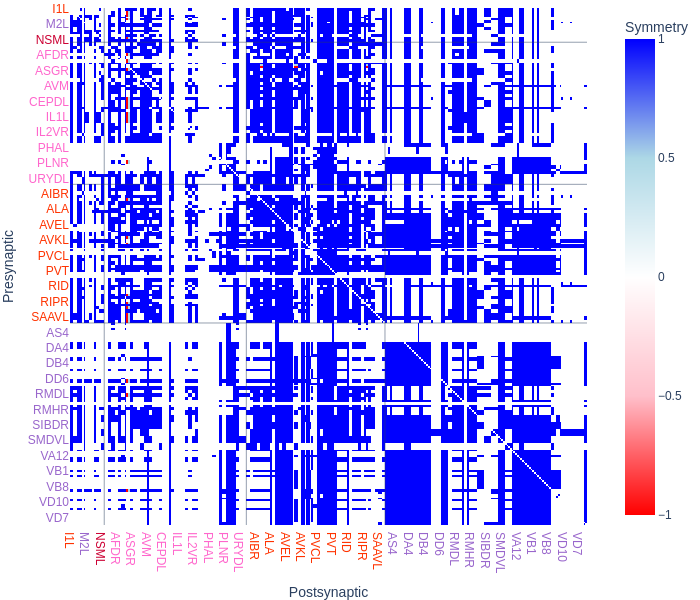 Symmetry
1
0.5
0
−0.5
−1
Presynaptic
I1L
M2L
NSML
AFDR
ASGR
AVM
CEPDL
IL1L
IL2VR
PHAL
PLNR
URYDL
AIBR
ALA
AVEL
AVKL
PVCL
PVT
RID
RIPR
SAAVL
AS4
DA4
DB4
DD6
RMDL
RMHR
SIBDR
SMDVL
VA12
VB1
VB8
VD10
VD7
I1L
M2L
NSML
AFDR
ASGR
AVM
CEPDL
IL1L
IL2VR
PHAL
PLNR
URYDL
AIBR
ALA
AVEL
AVKL
PVCL
PVT
RID
RIPR
SAAVL
AS4
DA4
DB4
DD6
RMDL
RMHR
SIBDR
SMDVL
VA12
VB1
VB8
VD10
VD7
Postsynaptic